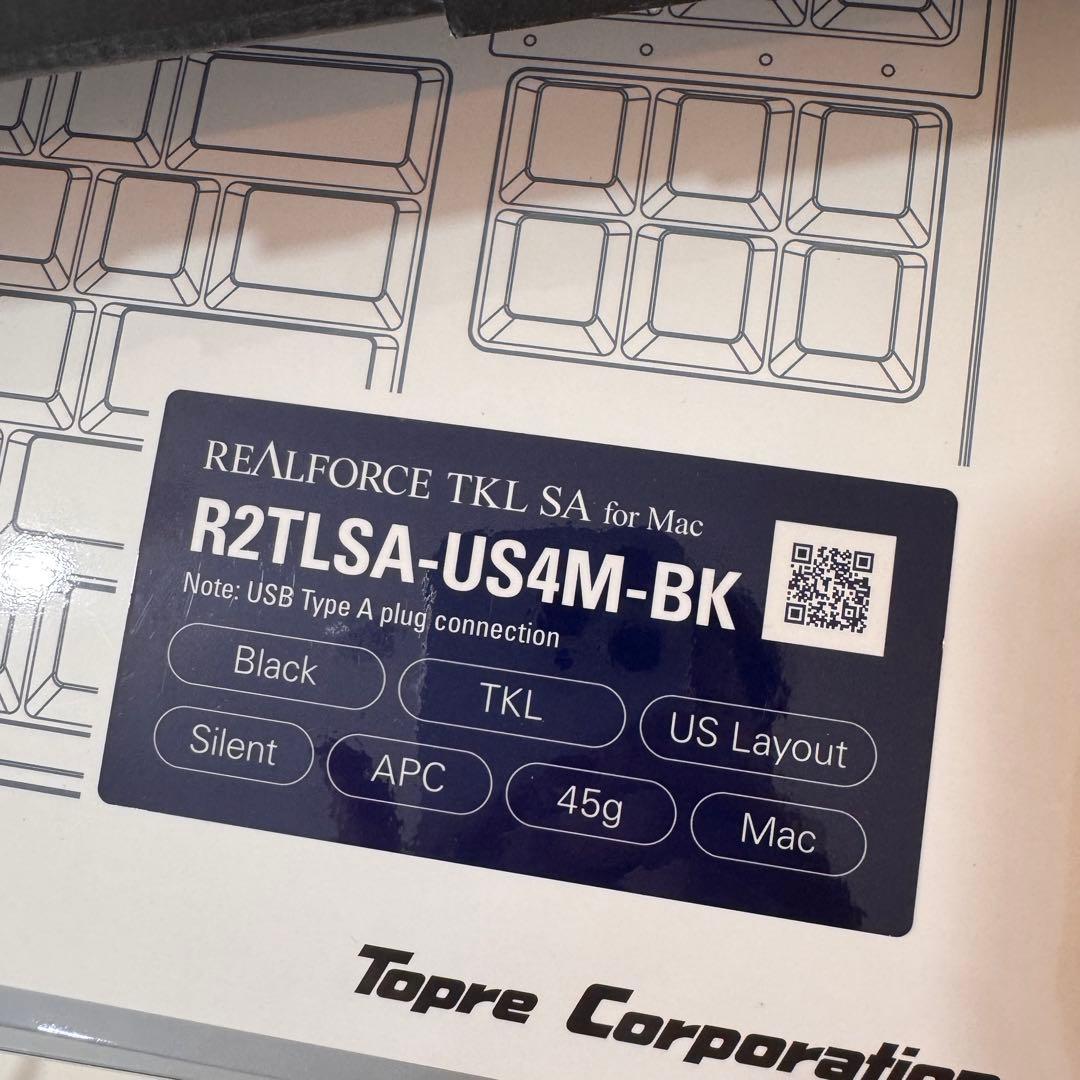 REALFORCE TKL SA for Mac
R2TLSA-US4M-BK
Note: USB Type A plug connection
Black TKL US Layout
Silent APC 45g Mac
Topre Corporation